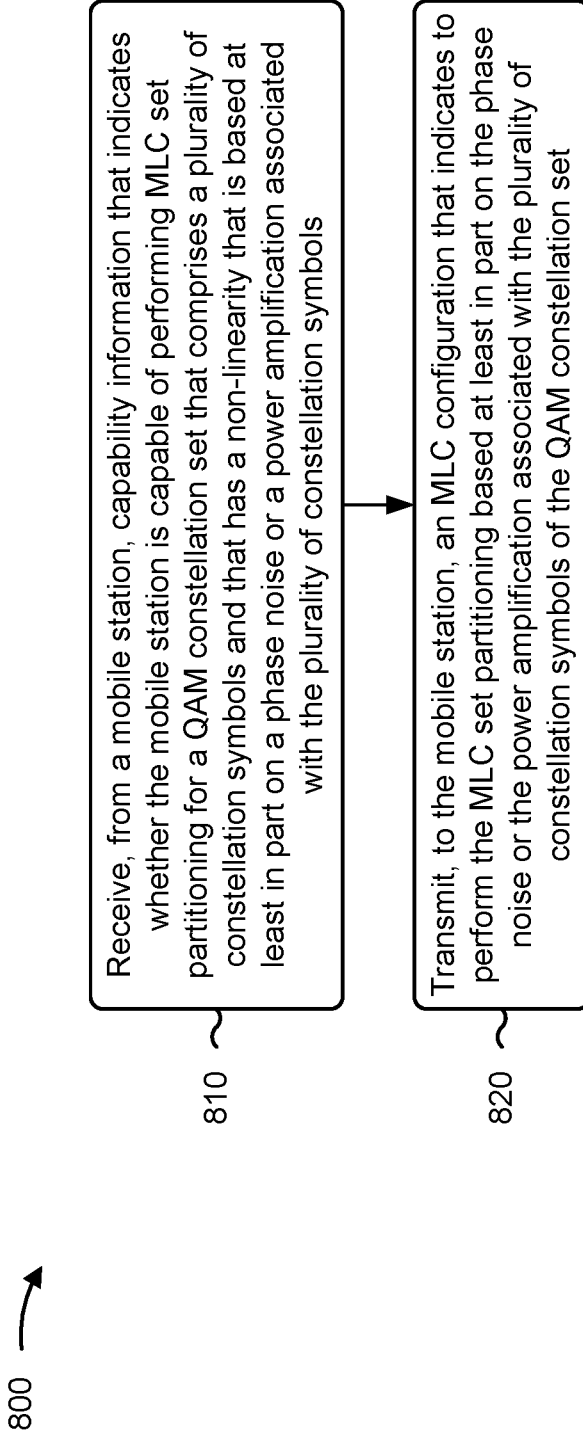 800
810
Receive, from a mobile station, capability information that indicates
whether the mobile station is capable of performing MLC set
partitioning for a QAM constellation set that comprises a plurality of
constellation symbols and that has a non-linearity that is based at
least in part on a phase noise or a power amplification associated
with the plurality of constellation symbols
820
Transmit, to the mobile station, an MLC configuration that indicates to
perform the MLC set partitioning based at least in part on the phase
noise or the power amplification associated with the plurality of
constellation symbols of the QAM constellation set